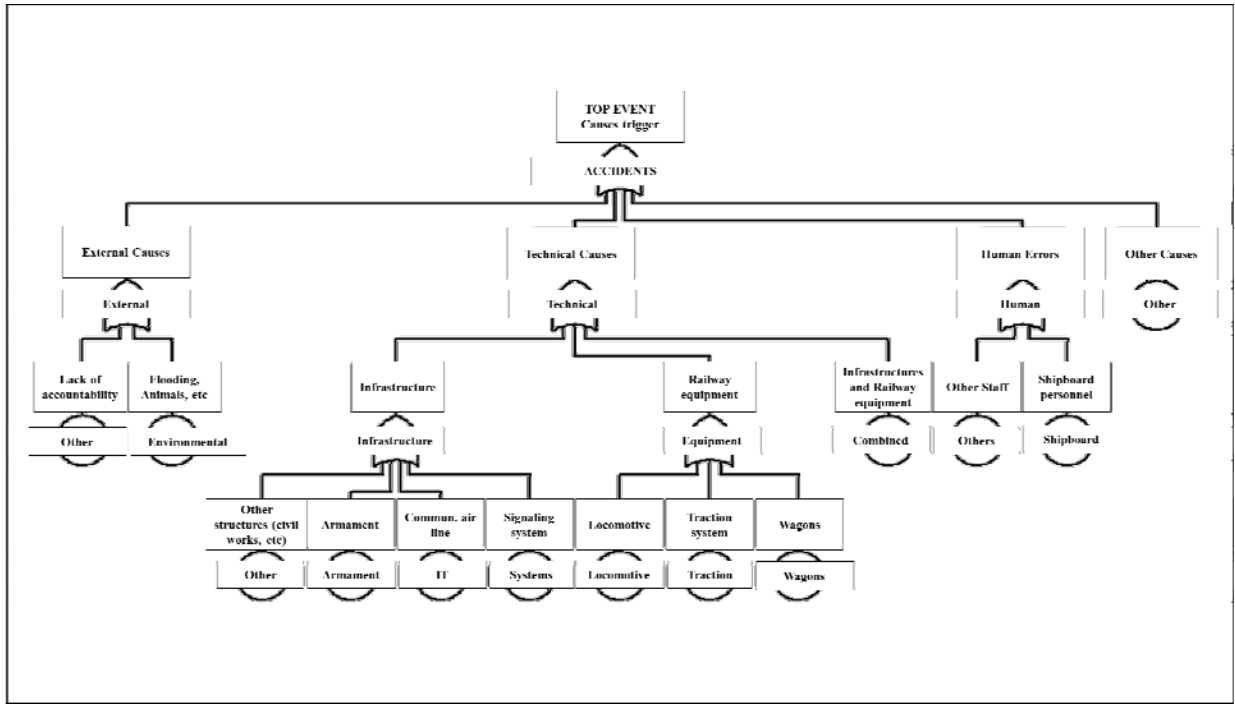 TOP EVENT
Causes trigger
ACCIDENTS
External Causes
Technical Causes
Human Errors
Other Causes
External
Technical
Human
Other
Lack of
accountability
Flooding,
Animals, etc
Infrastructure
Railway
equipment
Infrastructures
and Railway
equipment
Other Staff
Shipboard
personnel
Other
Environmental
Infrastructure
Equipment
Combined
Others
Shipboard
Other
structures (civil
works, etc)
Armament
Commun. air
line
Signaling
system
Locomotive
Traction
system
Wagons
Other
Armament
IT
Systems
Locomotive
Traction
Wagons